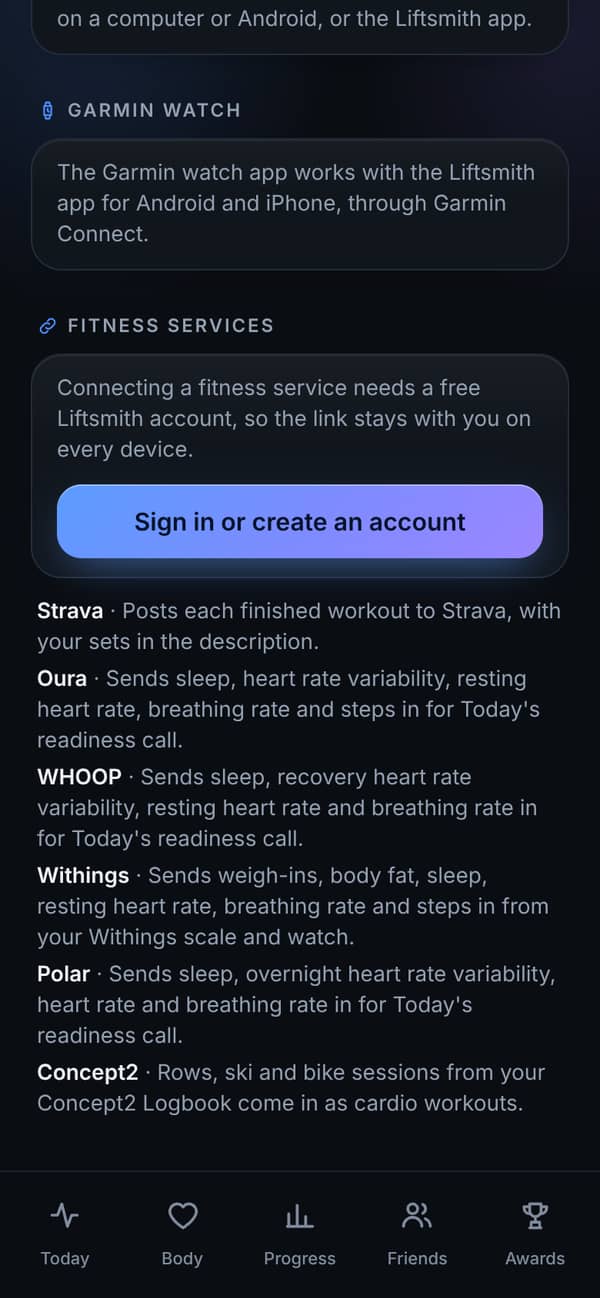 on a computer or Android, or the Liftsmith app.
GARMIN WATCH
The Garmin watch app works with the Liftsmith
app for Android and iPhone, through Garmin
Connect.
FITNESS SERVICES
Connecting a fitness service needs a free
Liftsmith account, so the link stays with you on
every device.
Sign in or create an account
Strava · Posts each finished workout to Strava, with
your sets in the description.
Oura · Sends sleep, heart rate variability, resting
heart rate, breathing rate and steps in for Today's
readiness call.
WHOOP · Sends sleep, recovery heart rate
variability, resting heart rate and breathing rate in
for Today's readiness call.
Withings · Sends weigh-ins, body fat, sleep,
resting heart rate, breathing rate and steps in from
your Withings scale and watch.
Polar · Sends sleep, overnight heart rate variability,
heart rate and breathing rate in for Today's
readiness call.
Concept2 · Rows, ski and bike sessions from your
Concept2 Logbook come in as cardio workouts.
Today Body Progress Friends Awards